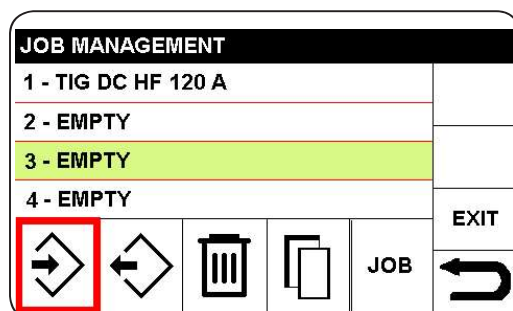 JOB MANAGEMENT
1 - TIG DC HF 120 A
2 - EMPTY
3 - EMPTY
4 - EMPTY
EXIT
JOB